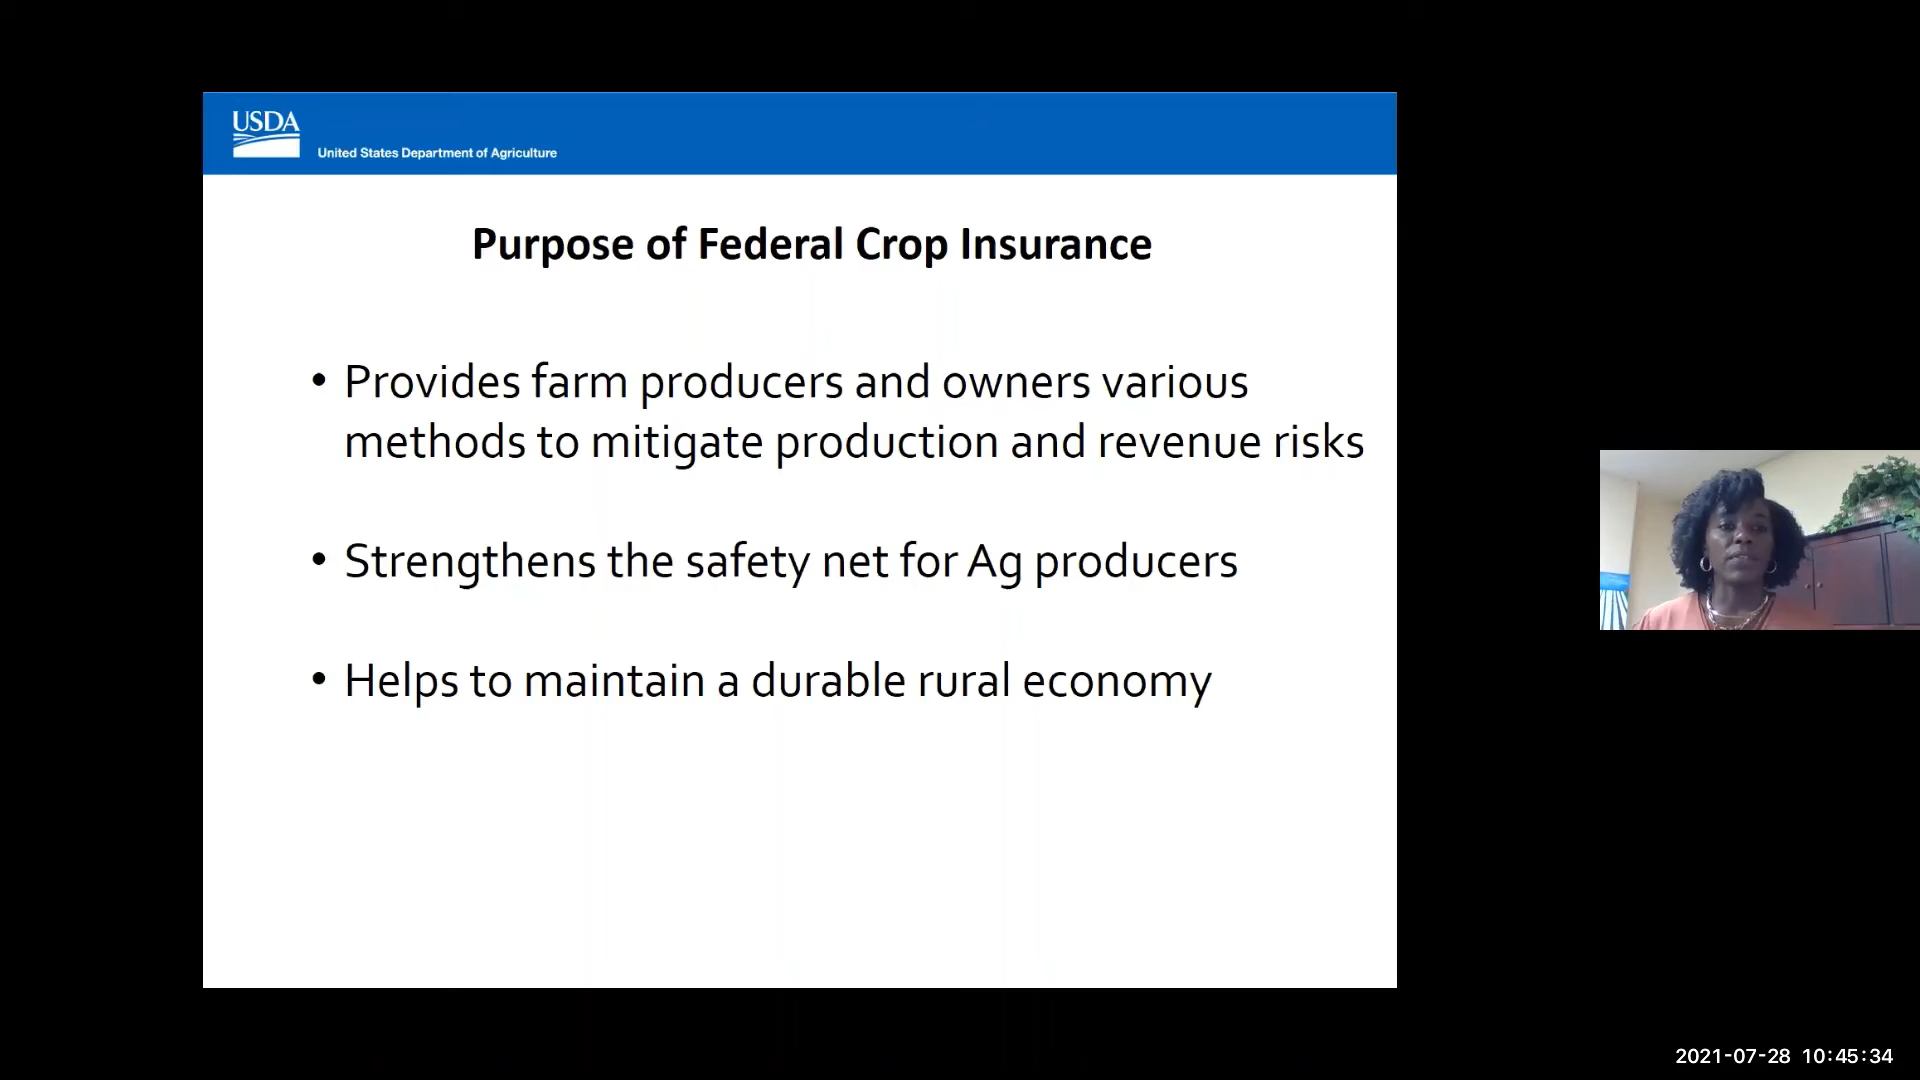 USDA
United States Department of Agriculture
Purpose of Federal Crop Insurance
• Provides farm producers and owners various
methods to mitigate production and revenue risks
• Strengthens the safety net for Ag producers
• Helps to maintain a durable rural economy
2021-07-28 10:45:34